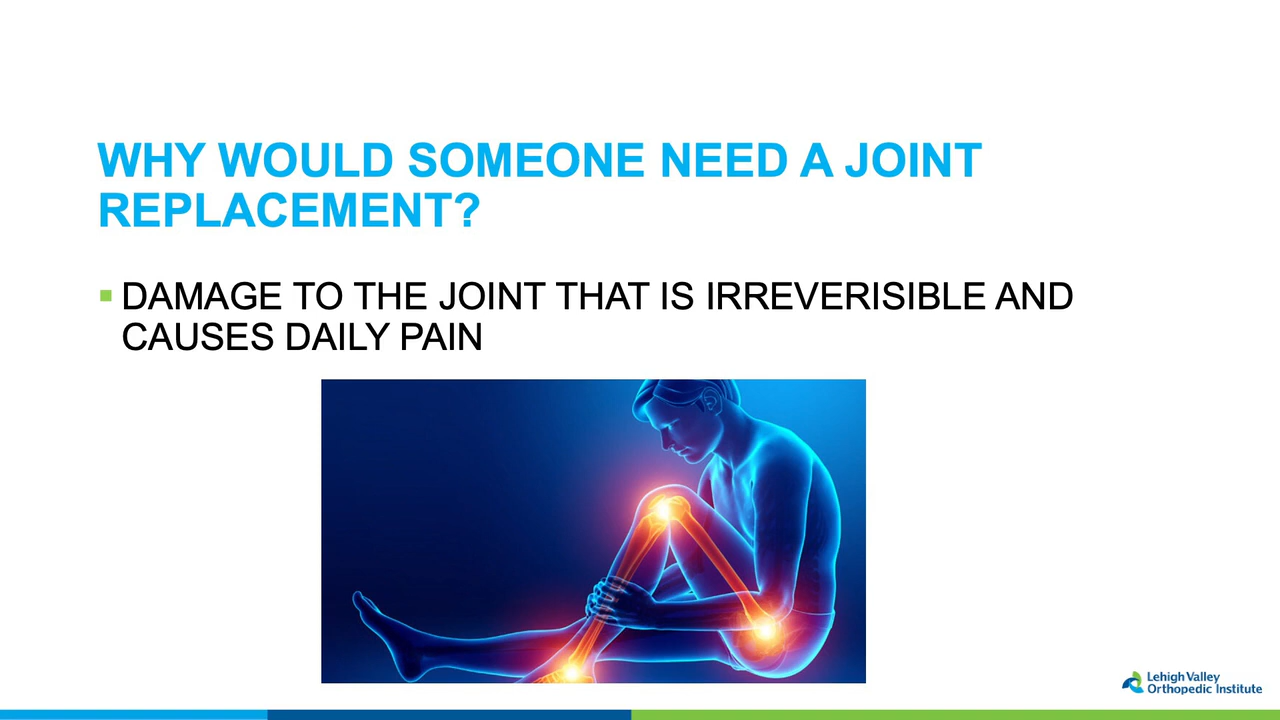 WHY WOULD SOMEONE NEED A JOINT
REPLACEMENT?
DAMAGE TO THE JOINT THAT IS IRREVERISIBLE AND
CAUSES DAILY PAIN
Lehigh Valley
Orthopedic Institute